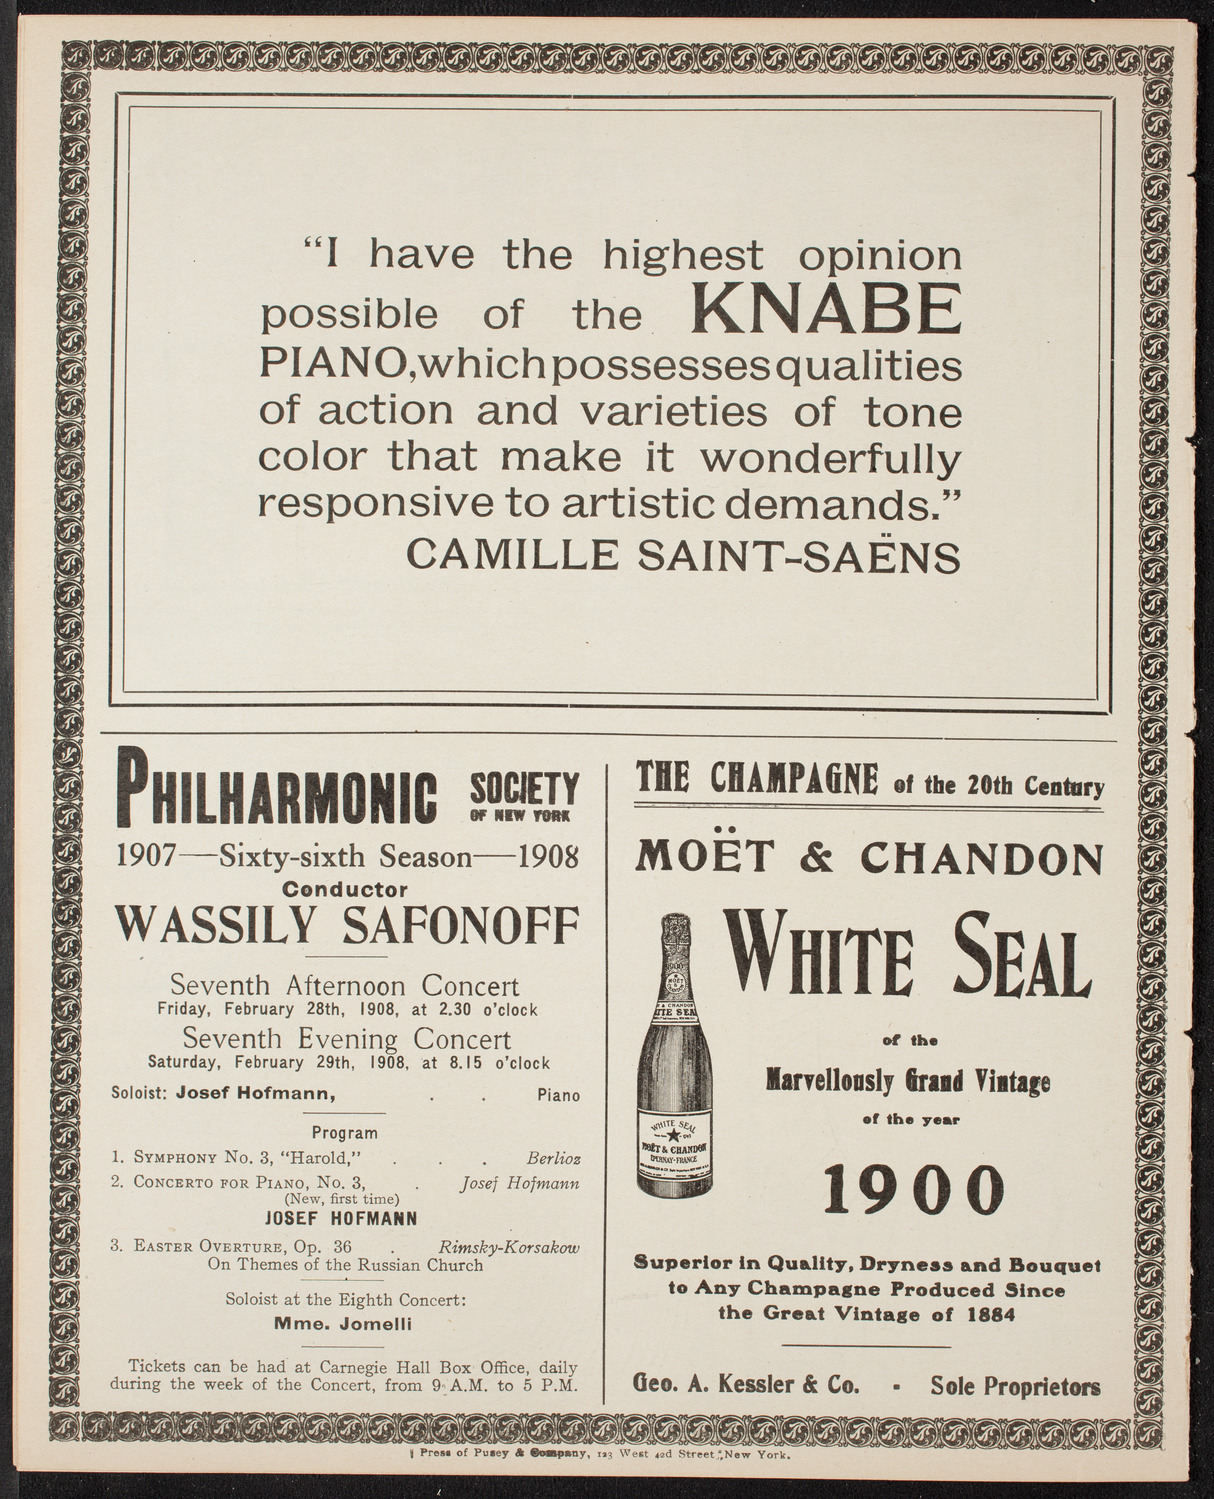 “I have the highest opinion
possible of the KNABE
PIANO, which possesses qualities
of action and varieties of tone
color that make it wonderfully
responsive to artistic demands.”
CAMILLE SAINT-SAËNS
PHILHARMONIC SOCIETY
OF NEW YORK
1907—Sixty-sixth Season—1908
Conductor
WASSILY SAFONOFF
Seventh Afternoon Concert
Friday, February 28th, 1908, at 2.30 o'clock
Seventh Evening Concert
Saturday, February 29th, 1908, at 8.15 o'clock
Soloist: Josef Hofmann, . . Piano
Program
1. SYMPHONY No. 3, “Harold,” . . . Berlioz
2. CONCERTO FOR PIANO, No. 3, . Josef Hofmann
(New, first time)
JOSEF HOFMANN
3. EASTER OVERTURE, Op. 36 . Rimsky-Korsakow
On Themes of the Russian Church
Soloist at the Eighth Concert:
Mme. Jomelli
Tickets can be had at Carnegie Hall Box Office, daily
during the week of the Concert, from 9 A.M. to 5 P.M.
THE CHAMPAGNE of the 20th Century
MOËT & CHANDON
WHITE SEAL
of the
Marvellously Grand Vintage
of the year
1900
WHITE SEAL
MOËT & CHANDON
EPERNAY-FRANCE
Superior in Quality, Dryness and Bouquet
to Any Champagne Produced Since
the Great Vintage of 1884
Geo. A. Kessler & Co. - Sole Proprietors
Press of Pusey & Company, 123 West 42d Street, New York.